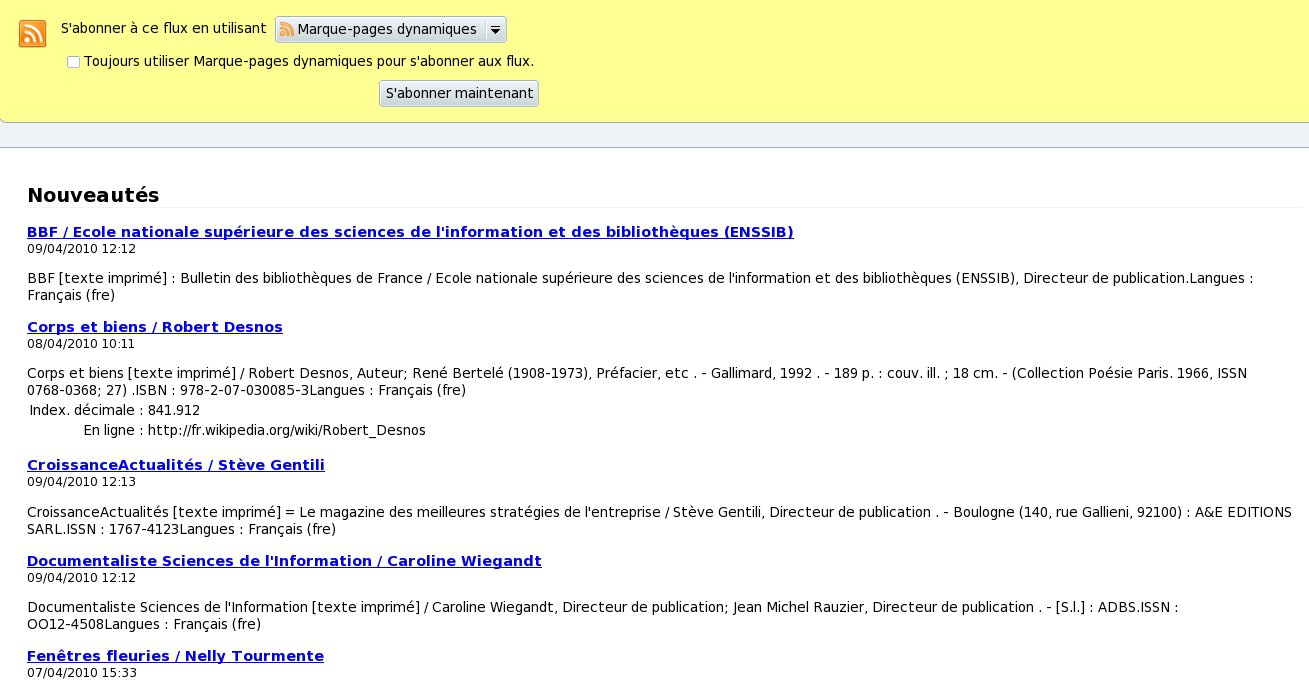 S'abonner à ce flux en utilisant Marque-pages dynamiques
Toujours utiliser Marque-pages dynamiques pour s'abonner aux flux.
S'abonner maintenant
Nouveautés
BBF / Ecole nationale supérieure des sciences de l'information et des bibliothèques (ENSSIB)
09/04/2010 12:12
BBF [texte imprimé] : Bulletin des bibliothèques de France / Ecole nationale supérieure des sciences de l'information et des bibliothèques (ENSSIB), Directeur de publication.Langues :
Français (fre)
Corps et biens / Robert Desnos
08/04/2010 10:11
Corps et biens [texte imprimé] / Robert Desnos, Auteur; René Bertelé (1908-1973), Préfacier, etc . - Gallimard, 1992 . - 189 p. : couv. ill. ; 18 cm. - (Collection Poésie Paris. 1966, ISSN
0768-0368; 27) .ISBN : 978-2-07-030085-3Langues : Français (fre)
Index. décimale : 841.912
En ligne : http://fr.wikipedia.org/wiki/Robert_Desnos
CroissanceActualités / Stève Gentili
09/04/2010 12:13
CroissanceActualités [texte imprimé] = Le magazine des meilleures stratégies de l'entreprise / Stève Gentili, Directeur de publication . - Boulogne (140, rue Gallieni, 92100) : A&E EDITIONS
SARL.ISSN : 1767-4123Langues : Français (fre)
Documentaliste Sciences de l'Information / Caroline Wiegandt
09/04/2010 12:12
Documentaliste Sciences de l'Information [texte imprimé] / Caroline Wiegandt, Directeur de publication; Jean Michel Rauzier, Directeur de publication . - [S.l.] : ADBS.ISSN :
OO12-4508Langues : Français (fre)
Fenêtres fleuries / Nelly Tourmente
07/04/2010 15:33